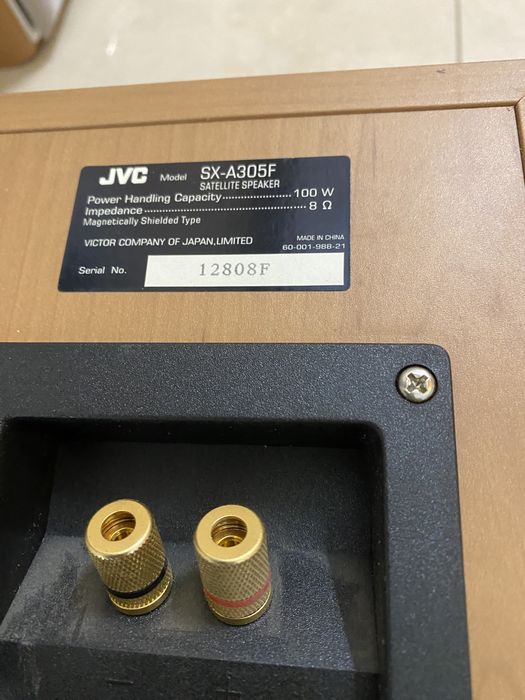 JVC Model SX-A305F
SATELLITE SPEAKER
Power Handling Capacity........................100 W
Impedance................................................8 Ω
Magnetically Shielded Type
VICTOR COMPANY OF JAPAN,LIMITED
MADE IN CHINA
60-001-988-21
Serial No. 12808F